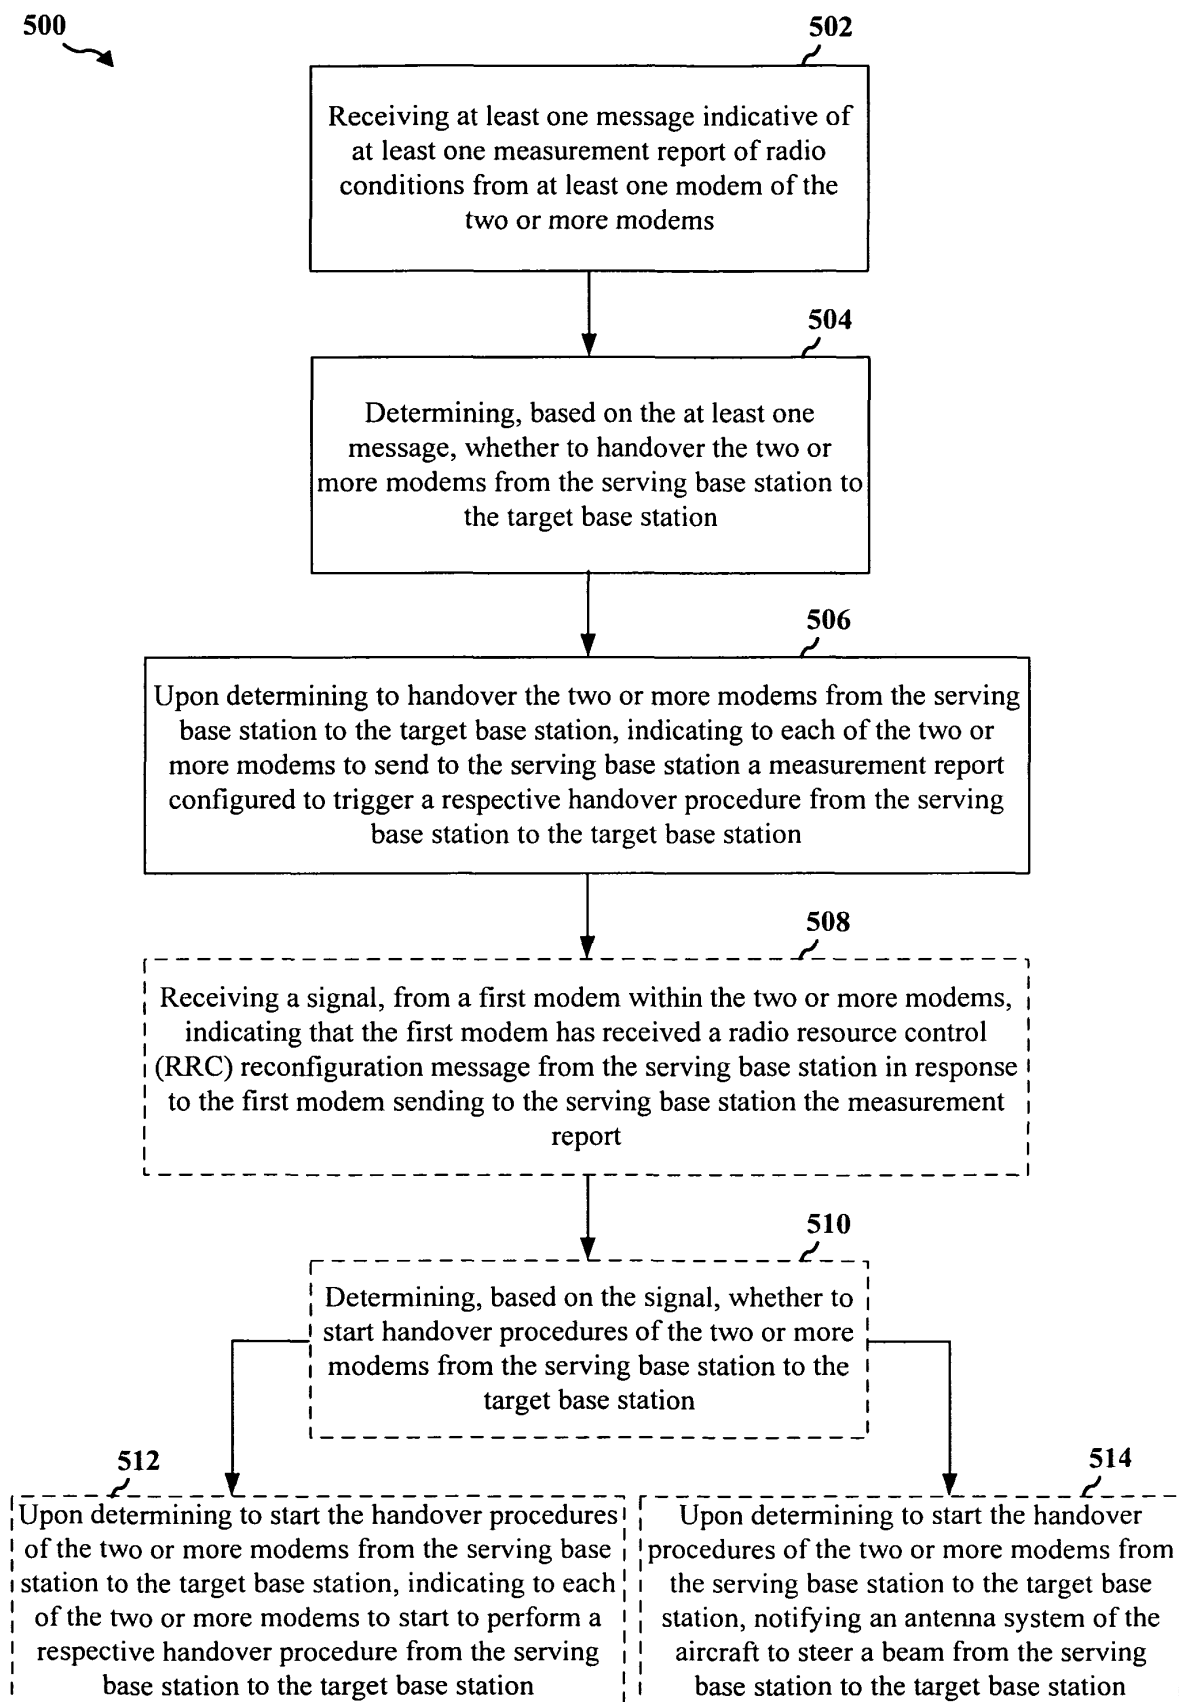 500
502
Receiving at least one message indicative of
at least one measurement report of radio
conditions from at least one modem of the
two or more modems
504
Determining, based on the at least one
message, whether to handover the two or
more modems from the serving base station to
the target base station
506
Upon determining to handover the two or more modems from the serving
base station to the target base station, indicating to each of the two or
more modems to send to the serving base station a measurement report
configured to trigger a respective handover procedure from the serving
base station to the target base station
508
Receiving a signal, from a first modem within the two or more modems,
indicating that the first modem has received a radio resource control
(RRC) reconfiguration message from the serving base station in response
to the first modem sending to the serving base station the measurement
report
510
Determining, based on the signal, whether to
start handover procedures of the two or more
modems from the serving base station to the
target base station
512
Upon determining to start the handover procedures
of the two or more modems from the serving base
station to the target base station, indicating to each
of the two or more modems to start to perform a
respective handover procedure from the serving
base station to the target base station
514
Upon determining to start the handover
procedures of the two or more modems from
the serving base station to the target base
station, notifying an antenna system of the
aircraft to steer a beam from the serving
base station to the target base station